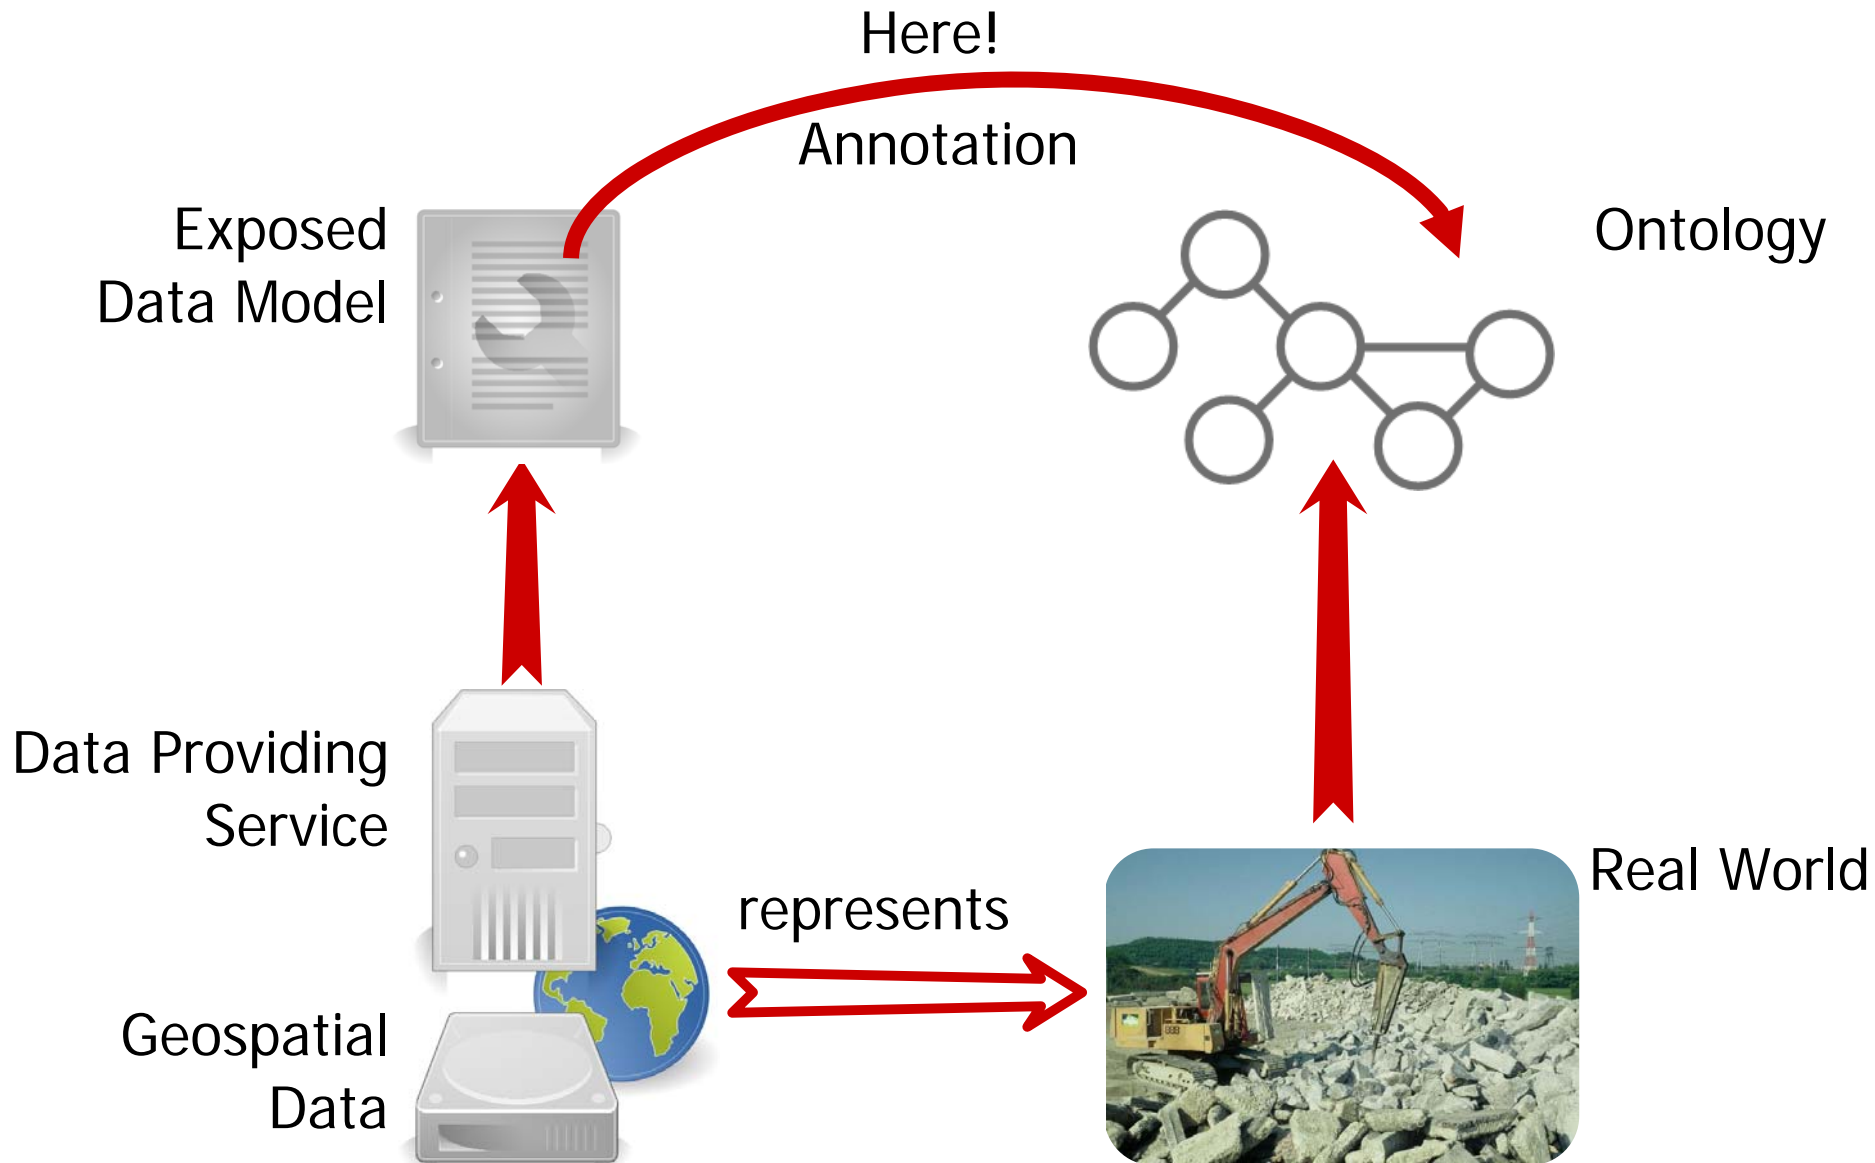 Here!
Annotation
Exposed
Data Model
Ontology
Data Providing
Service
Real World
represents
Geospatial
Data